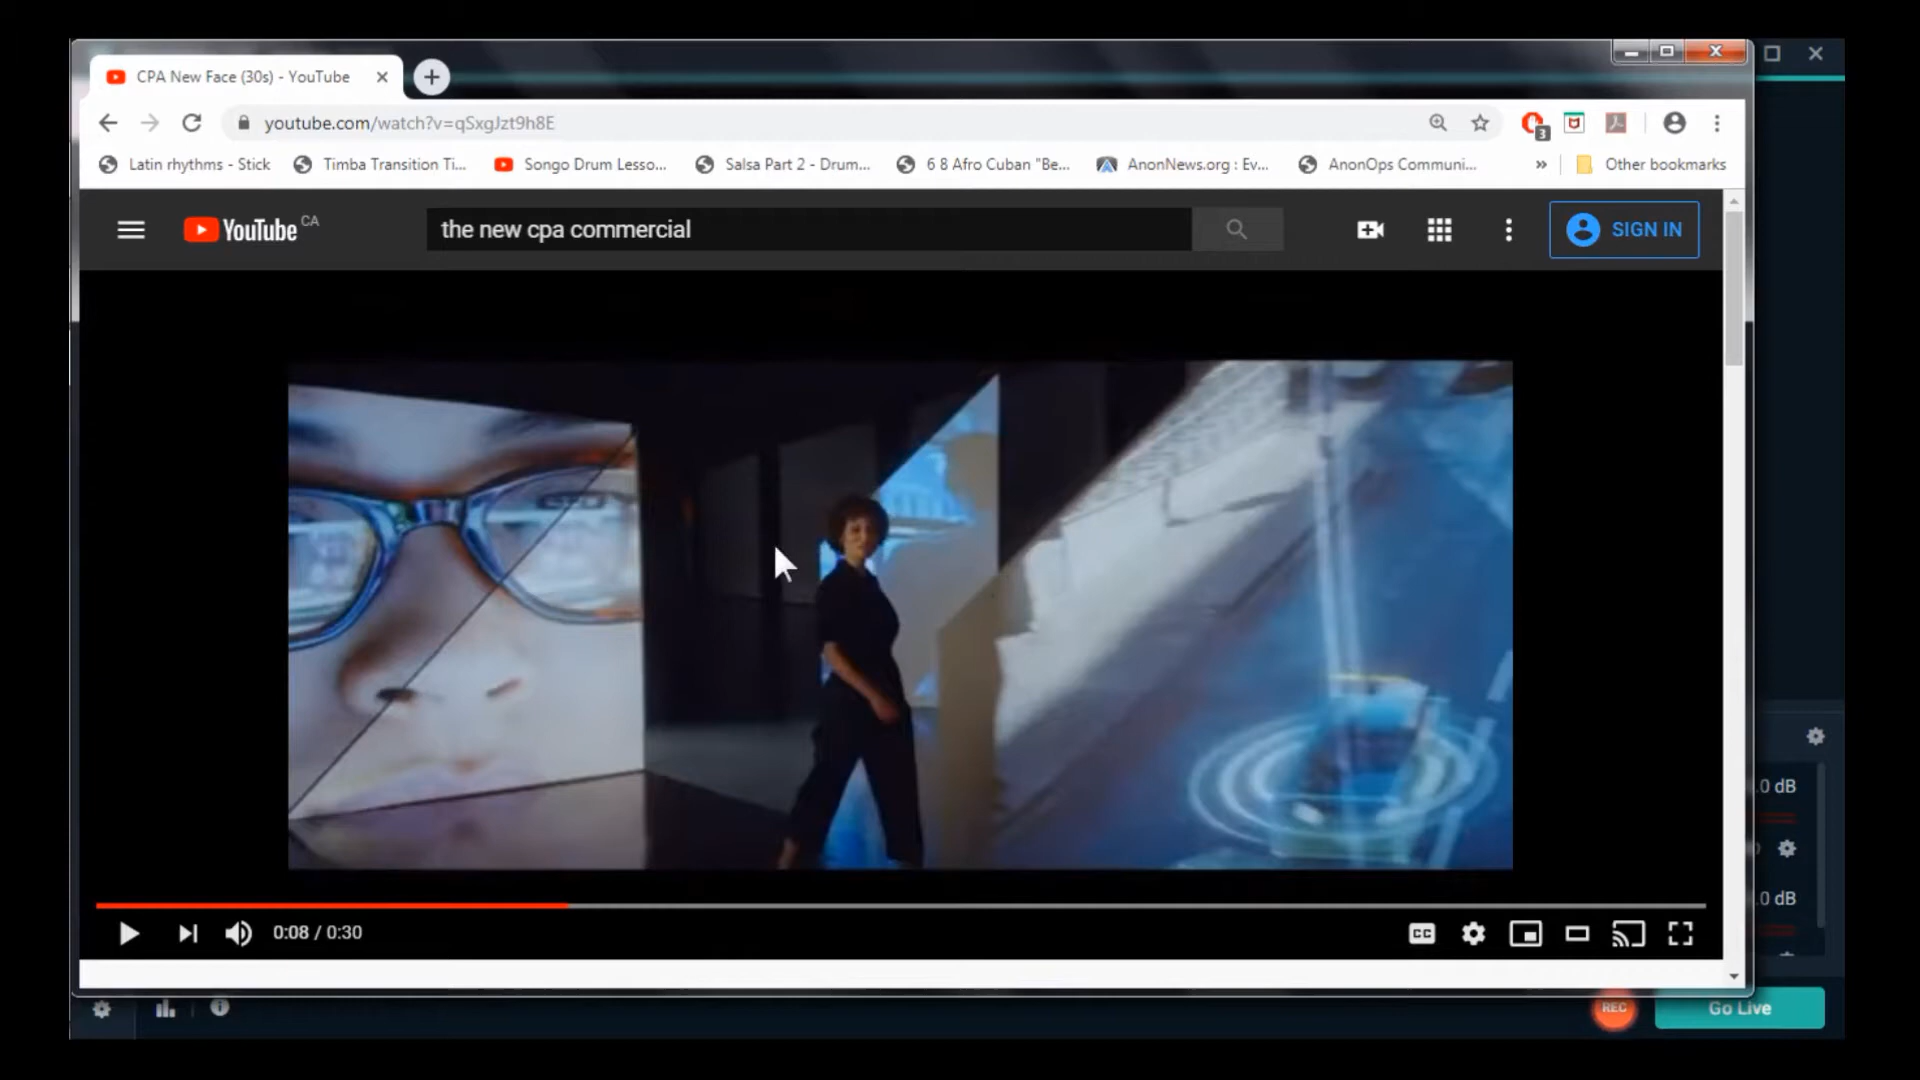 CPA New Face (30s) - YouTube
youtube.com/watch?v=qSxgJzt9h8E
3
Latin rhythms - Stick
Timba Transition Ti...
Songo Drum Lesso...
Salsa Part 2 - Drum...
6 8 Afro Cuban "Be...
AnonNews.org : Ev...
AnonOps Communi...
»
Other bookmarks
YouTube CA
the new cpa commercial
SIGN IN
.0 dB
.0 dB
0:08 / 0:30
CC
REC
Go Live